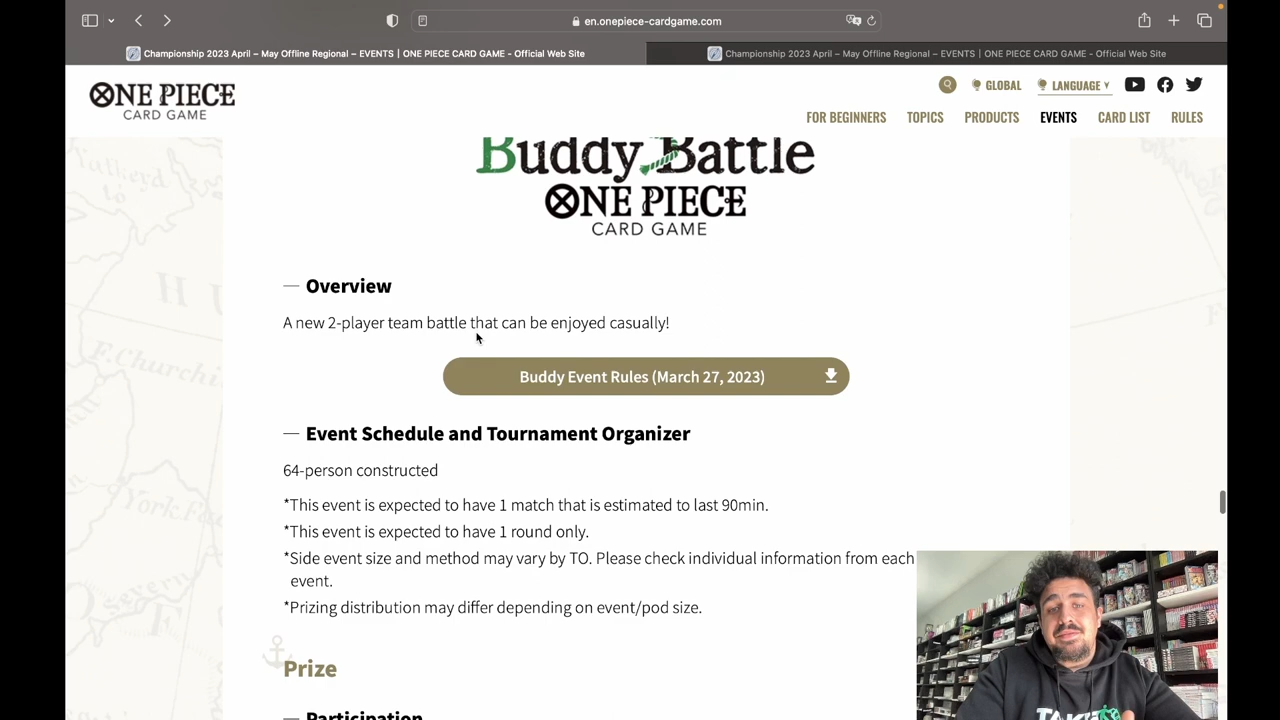 en.onepiece-cardgame.com
Championship 2023 April – May Offline Regional – EVENTS | ONE PIECE CARD GAME - Official Web Site
Championship 2023 April – May Offline Regional – EVENTS | ONE PIECE CARD GAME - Official Web Site
ONE PIECE
CARD GAME
GLOBAL
LANGUAGE
FOR BEGINNERS
TOPICS
PRODUCTS
EVENTS
CARD LIST
RULES
Buddy Battle
ONE PIECE
CARD GAME
Overview
A new 2-player team battle that can be enjoyed casually!
Buddy Event Rules (March 27, 2023)
Event Schedule and Tournament Organizer
64-person constructed
*This event is expected to have 1 match that is estimated to last 90min.
*This event is expected to have 1 round only.
*Side event size and method may vary by TO. Please check individual information from each
event.
*Prizing distribution may differ depending on event/pod size.
Prize
Participation